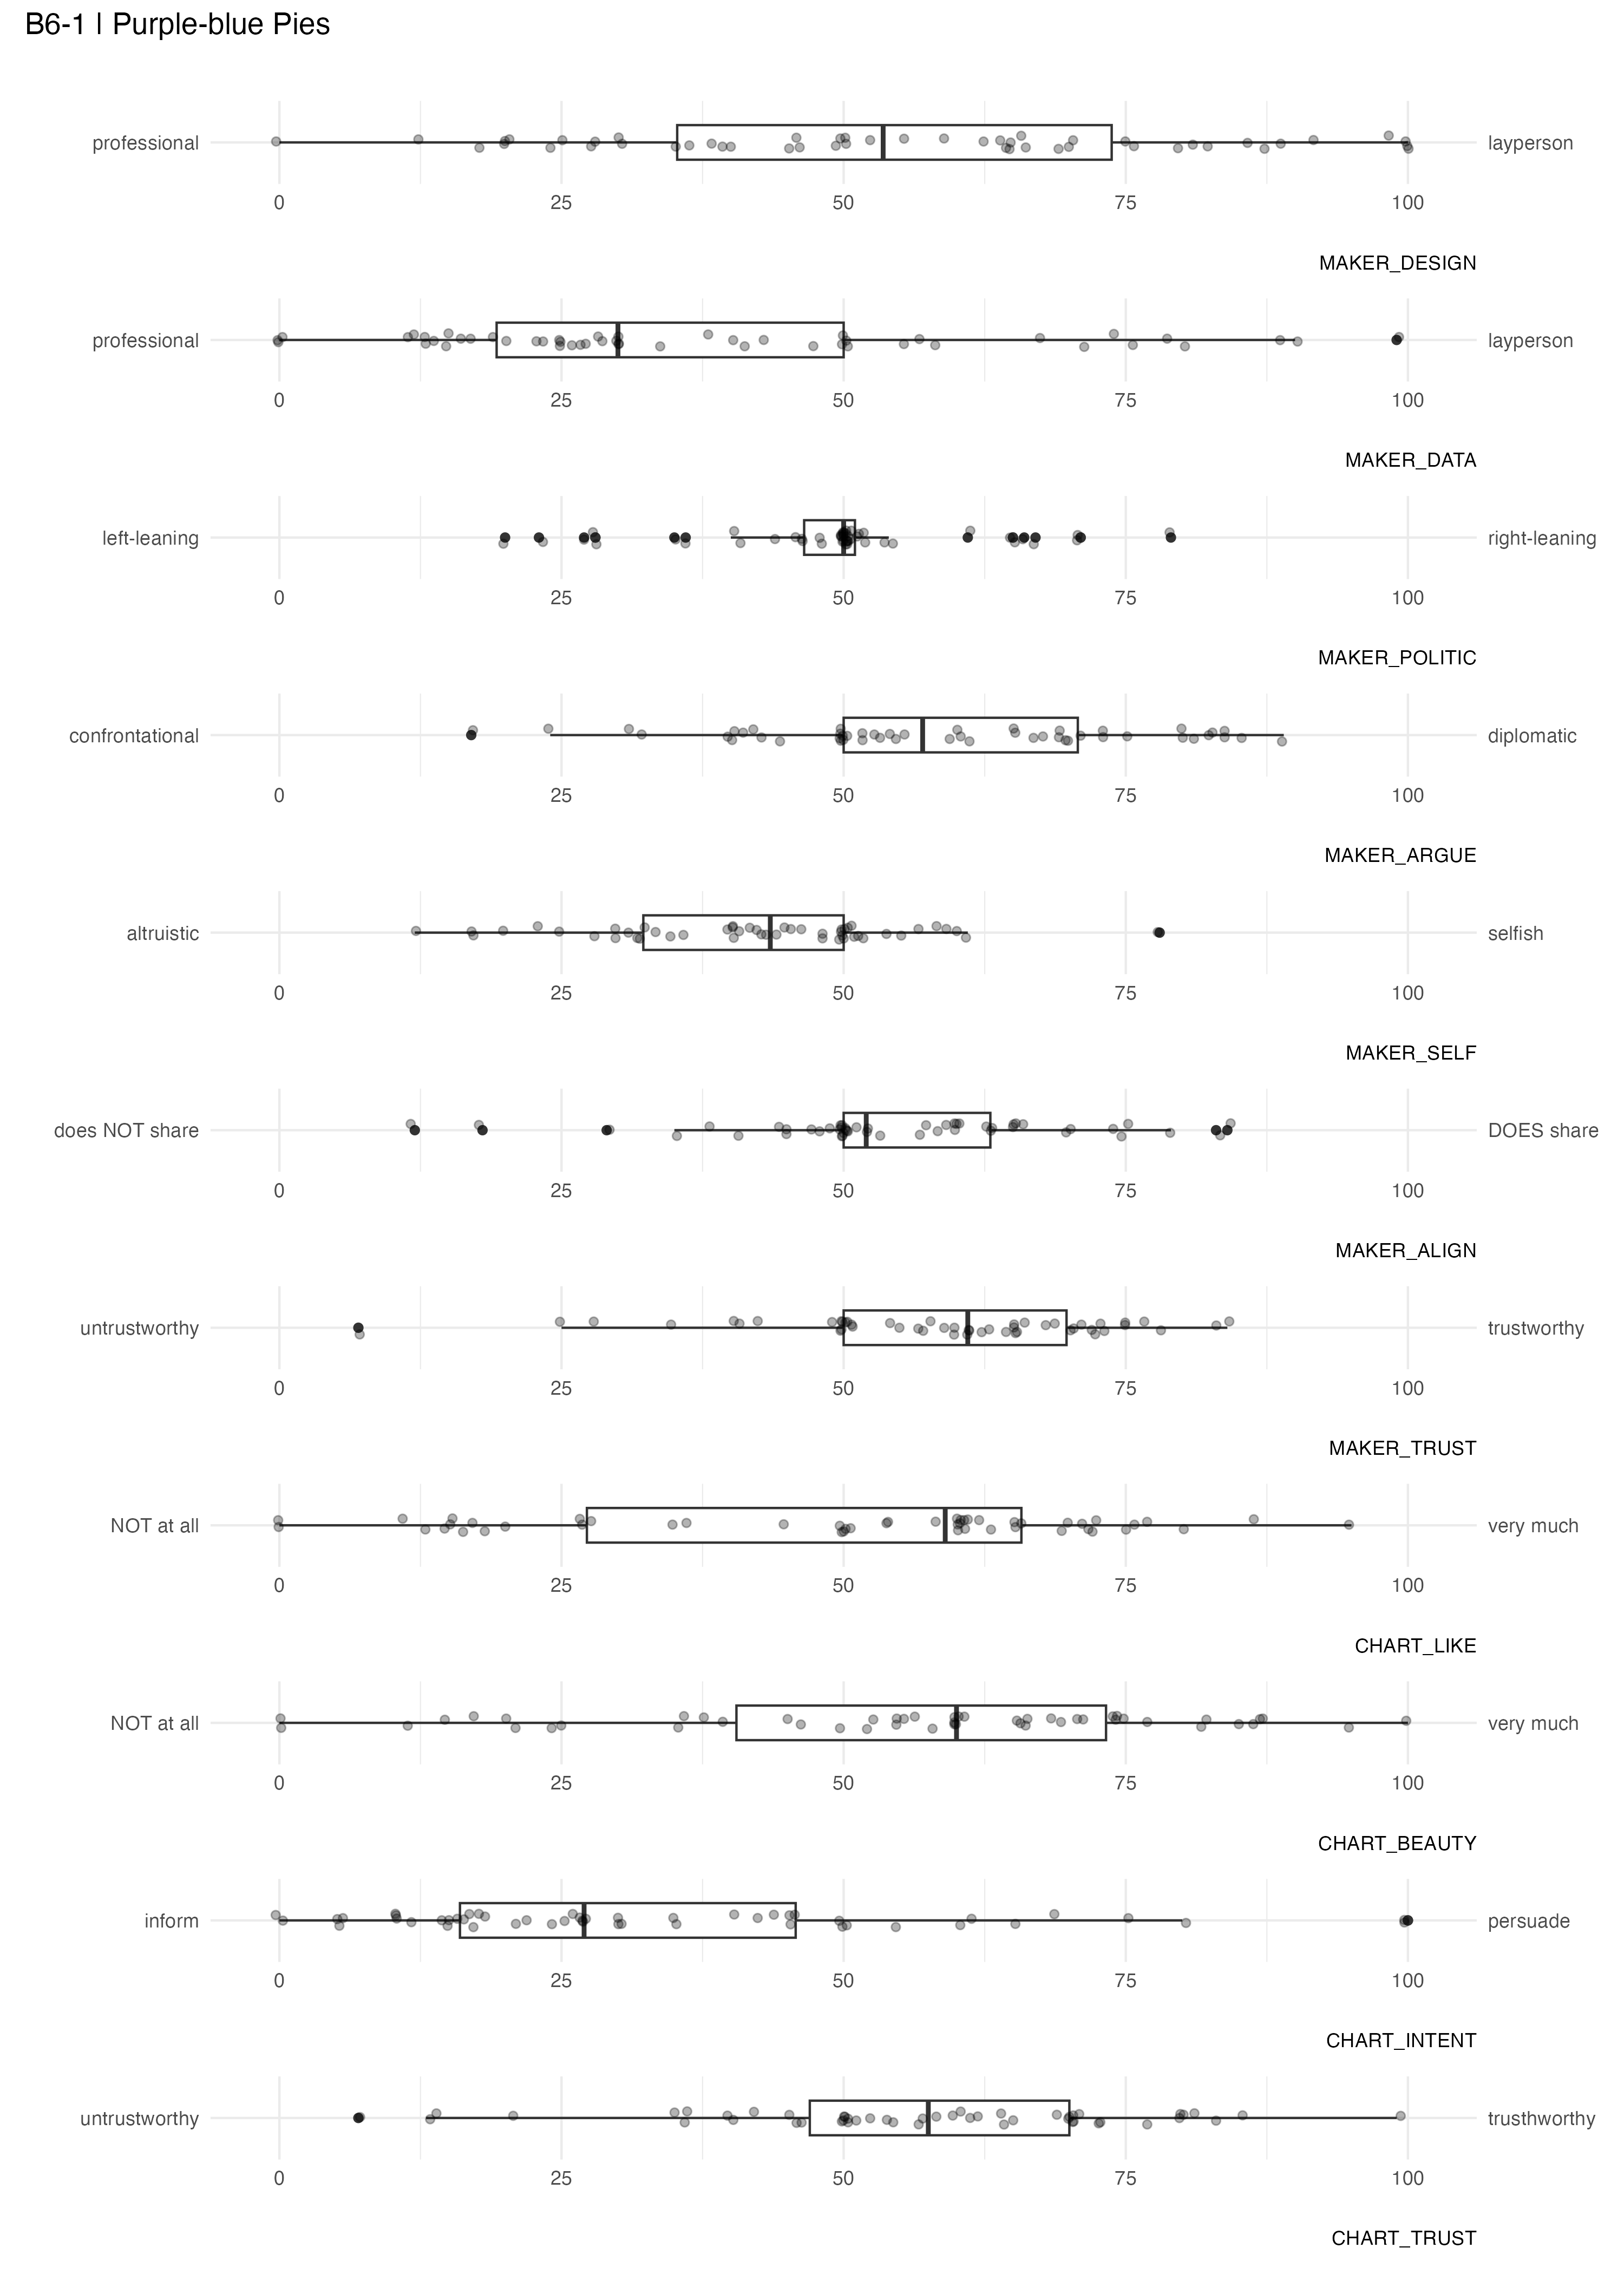 B6-1 | Purple-blue Pies
professional layperson
0 25 50 75 100
MAKER_DESIGN
professional layperson
0 25 50 75 100
MAKER_DATA
left-leaning right-leaning
0 25 50 75 100
MAKER_POLITIC
confrontational diplomatic
0 25 50 75 100
MAKER_ARGUE
altruistic selfish
0 25 50 75 100
MAKER_SELF
does NOT share DOES share
0 25 50 75 100
MAKER_ALIGN
untrustworthy trustworthy
0 25 50 75 100
MAKER_TRUST
NOT at all very much
0 25 50 75 100
CHART_LIKE
NOT at all very much
0 25 50 75 100
CHART_BEAUTY
inform persuade
0 25 50 75 100
CHART_INTENT
untrustworthy trusthworthy
0 25 50 75 100
CHART_TRUST